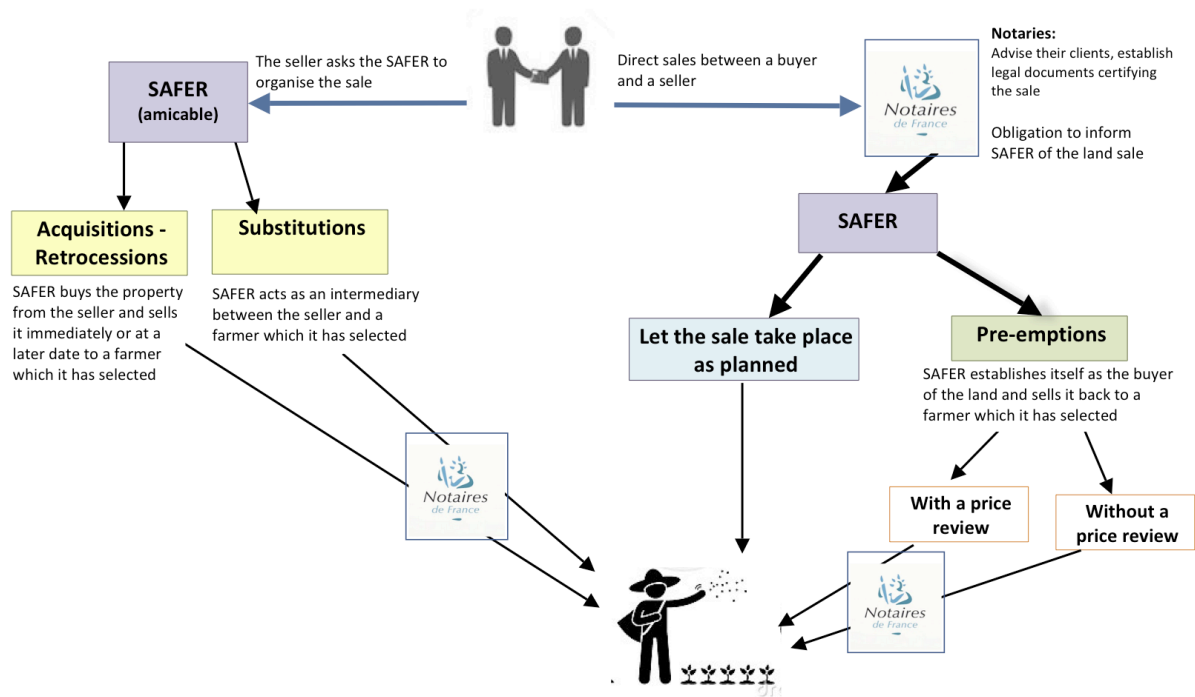 The seller asks the SAFER to
organise the sale
Direct sales between a buyer
and a seller
Notaries:
Advise their clients, establish
legal documents certifying
the sale
Obligation to inform
SAFER of the land sale
SAFER
(amicable)
Notaires
de France
SAFER
Acquisitions -
Retrocessions
Substitutions
SAFER buys the property
from the seller and sells
it immediately or at a
later date to a farmer
which it has selected
SAFER acts as an intermediary
between the seller and a
farmer which it has selected
Let the sale take place
as planned
Pre-emptions
SAFER establishes itself as the buyer
of the land and sells it back to a
farmer which it has selected
Notaires
de France
With a price
review
Without a
price review
Notaires
de France